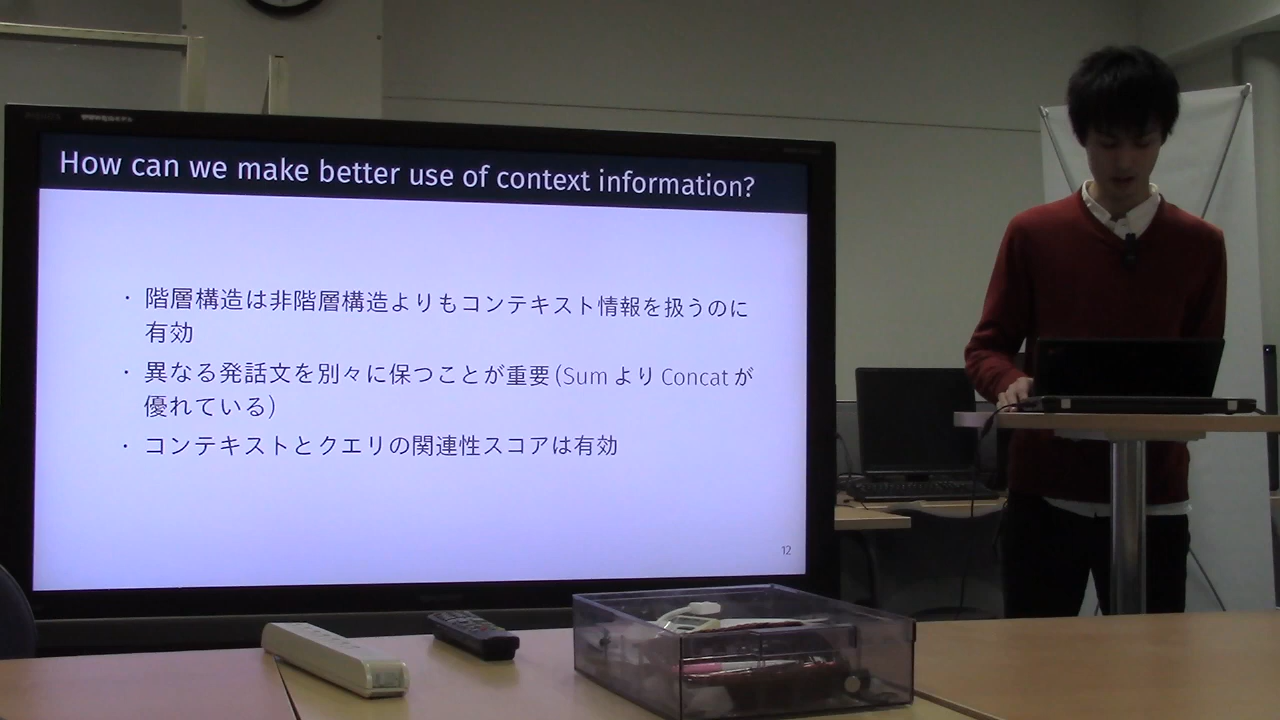 How can we make better use of context information?
・ 階層構造は非階層構造よりもコンテキスト情報を扱うのに
有効
・ 異なる発話文を別々に保つことが重要 (Sum より Concat が
優れている)
・ コンテキストとクエリの関連性スコアは有効
12